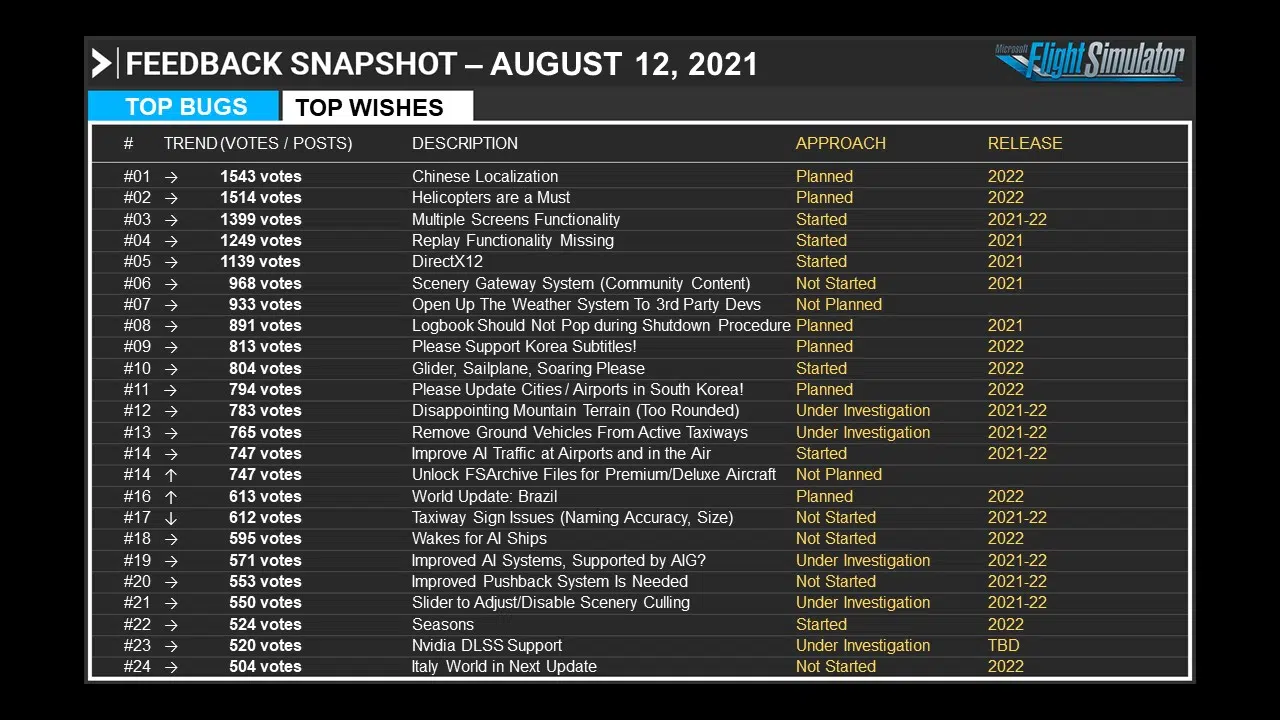 FEEDBACK SNAPSHOT – AUGUST 12, 2021
Microsoft Flight Simulator
TOP BUGS TOP WISHES
# TREND (VOTES / POSTS) DESCRIPTION APPROACH RELEASE
#01 → 1543 votes Chinese Localization Planned 2022
#02 → 1514 votes Helicopters are a Must Planned 2022
#03 → 1399 votes Multiple Screens Functionality Started 2021-22
#04 → 1249 votes Replay Functionality Missing Started 2021
#05 → 1139 votes DirectX12 Started 2021
#06 → 968 votes Scenery Gateway System (Community Content) Not Started 2021
#07 → 933 votes Open Up The Weather System To 3rd Party Devs Not Planned
#08 → 891 votes Logbook Should Not Pop during Shutdown Procedure Planned 2021
#09 → 813 votes Please Support Korea Subtitles! Planned 2022
#10 → 804 votes Glider, Sailplane, Soaring Please Started 2022
#11 → 794 votes Please Update Cities / Airports in South Korea! Planned 2022
#12 → 783 votes Disappointing Mountain Terrain (Too Rounded) Under Investigation 2021-22
#13 → 765 votes Remove Ground Vehicles From Active Taxiways Under Investigation 2021-22
#14 → 747 votes Improve AI Traffic at Airports and in the Air Started 2021-22
#14 ↑ 747 votes Unlock FSArchive Files for Premium/Deluxe Aircraft Not Planned
#16 ↑ 613 votes World Update: Brazil Planned 2022
#17 ↓ 612 votes Taxiway Sign Issues (Naming Accuracy, Size) Not Started 2021-22
#18 → 595 votes Wakes for AI Ships Not Started 2022
#19 → 571 votes Improved AI Systems, Supported by AIG? Under Investigation 2021-22
#20 → 553 votes Improved Pushback System Is Needed Not Started 2021-22
#21 → 550 votes Slider to Adjust/Disable Scenery Culling Under Investigation 2021-22
#22 → 524 votes Seasons Started 2022
#23 → 520 votes Nvidia DLSS Support Under Investigation TBD
#24 → 504 votes Italy World in Next Update Not Started 2022